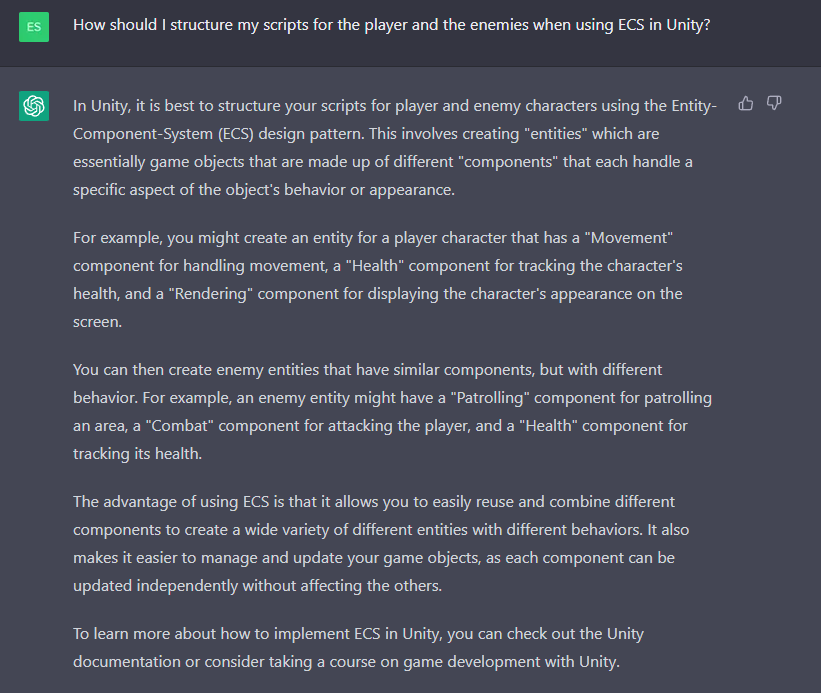 ES
How should I structure my scripts for the player and the enemies when using ECS in Unity?
In Unity, it is best to structure your scripts for player and enemy characters using the Entity-
Component-System (ECS) design pattern. This involves creating "entities" which are
essentially game objects that are made up of different "components" that each handle a
specific aspect of the object's behavior or appearance.
For example, you might create an entity for a player character that has a "Movement"
component for handling movement, a "Health" component for tracking the character's
health, and a "Rendering" component for displaying the character's appearance on the
screen.
You can then create enemy entities that have similar components, but with different
behavior. For example, an enemy entity might have a "Patrolling" component for patrolling
an area, a "Combat" component for attacking the player, and a "Health" component for
tracking its health.
The advantage of using ECS is that it allows you to easily reuse and combine different
components to create a wide variety of different entities with different behaviors. It also
makes it easier to manage and update your game objects, as each component can be
updated independently without affecting the others.
To learn more about how to implement ECS in Unity, you can check out the Unity
documentation or consider taking a course on game development with Unity.